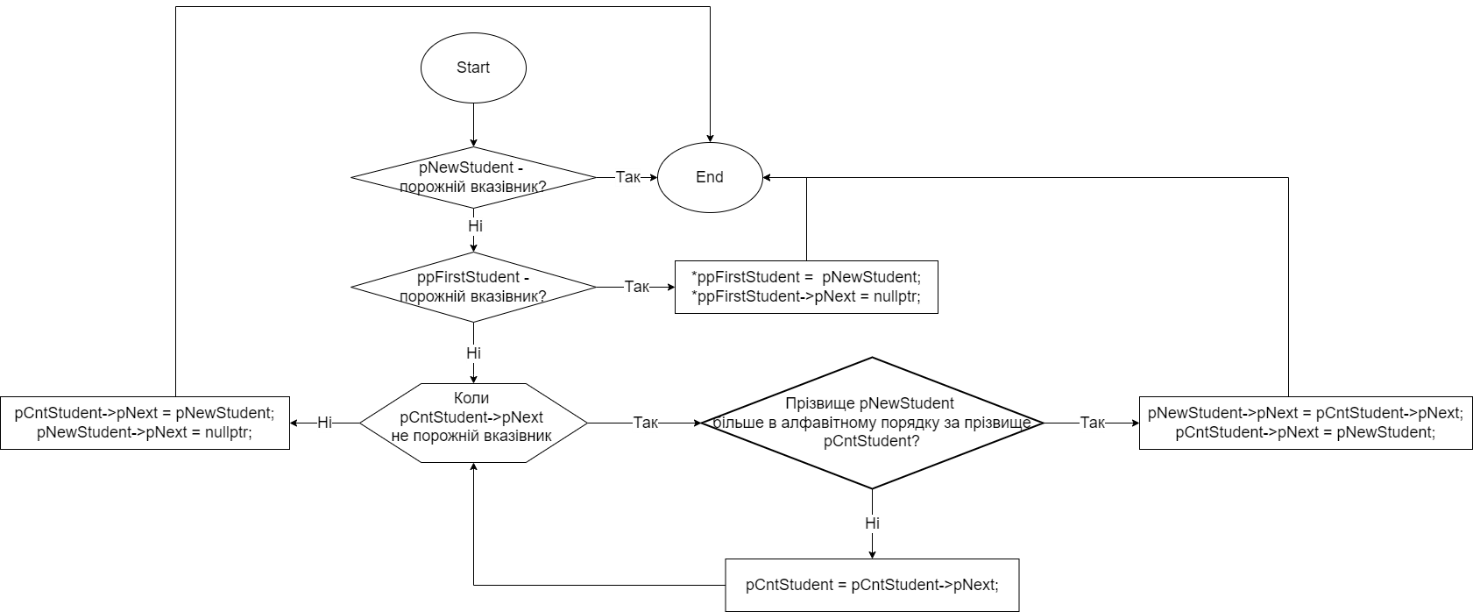 Start
pNewStudent -
порожній вказівник?
Так
End
Ні
ppFirstStudent -
порожній вказівник?
Так
*ppFirstStudent = pNewStudent;
*ppFirstStudent->pNext = nullptr;
Ні
Коли
pCntStudent->pNext
не порожній вказівник
Ні
pCntStudent->pNext = pNewStudent;
pNewStudent->pNext = nullptr;
Так
Прізвище pNewStudent
більше в алфавітному порядку за прізвище
pCntStudent?
Так
pNewStudent->pNext = pCntStudent->pNext;
pCntStudent->pNext = pNewStudent;
Ні
pCntStudent = pCntStudent->pNext;